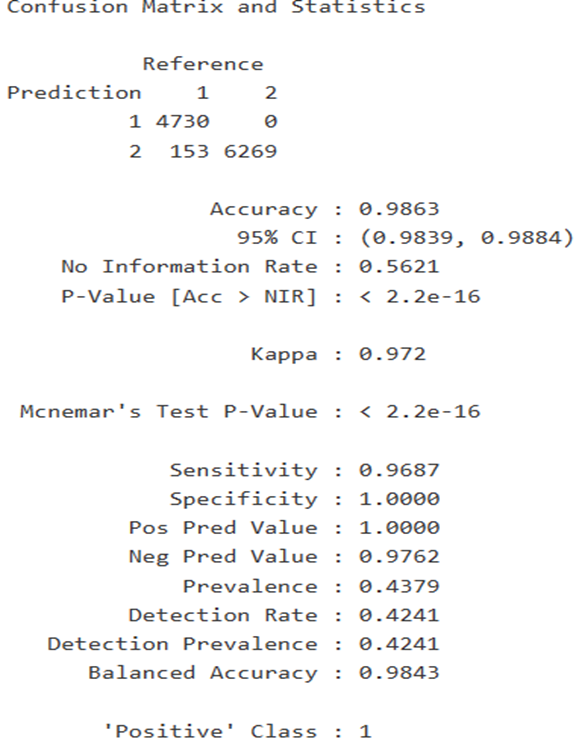 Confusion Matrix and Statistics
Reference
Prediction 1 2
1 4730 0
2 153 6269
Accuracy : 0.9863
95% CI : (0.9839, 0.9884)
No Information Rate : 0.5621
P-Value [Acc > NIR] : < 2.2e-16
Kappa : 0.972
Mcnemar's Test P-Value : < 2.2e-16
Sensitivity : 0.9687
Specificity : 1.0000
Pos Pred Value : 1.0000
Neg Pred Value : 0.9762
Prevalence : 0.4379
Detection Rate : 0.4241
Detection Prevalence : 0.4241
Balanced Accuracy : 0.9843
'Positive' Class : 1